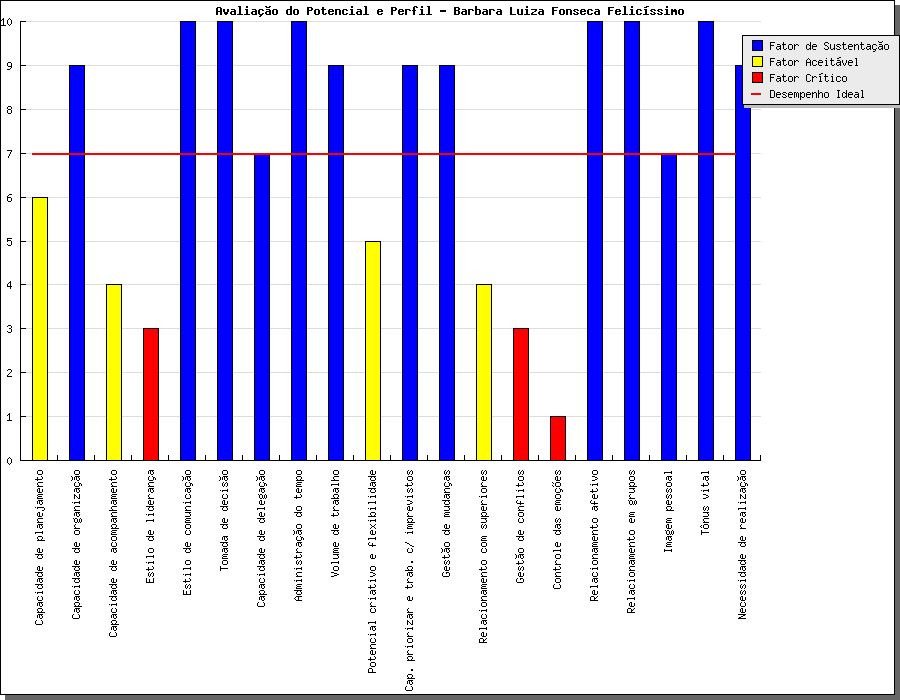 Avaliação do Potencial e Perfil - Barbara Luiza Fonseca Felicíssimo
Fator de Sustentação
Fator Aceitável
Fator Crítico
Desempenho Ideal
10
9
8
7
6
5
4
3
2
1
0
Capacidade de planejamento
Capacidade de organização
Capacidade de acompanhamento
Estilo de liderança
Estilo de comunicação
Tomada de decisão
Capacidade de delegação
Administração do tempo
Volume de trabalho
Potencial criativo e flexibilidade
Cap. priorizar e trab. c/ imprevistos
Gestão de mudanças
Relacionamento com superiores
Gestão de conflitos
Controle das emoções
Relacionamento afetivo
Relacionamento em grupos
Imagem pessoal
Tônus vital
Necessidade de realização